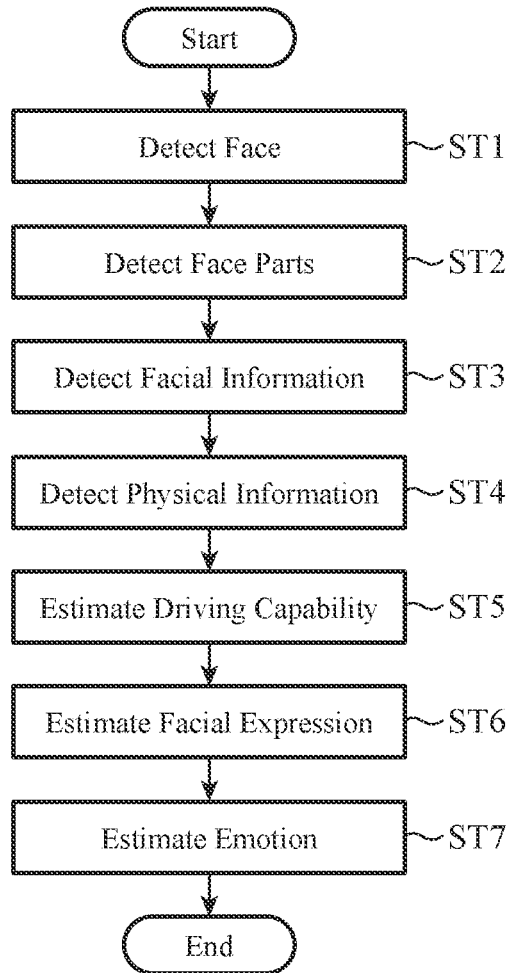 Start
Detect Face ST1
Detect Face Parts ST2
Detect Facial Information ST3
Detect Physical Information ST4
Estimate Driving Capability ST5
Estimate Facial Expression ST6
Estimate Emotion ST7
End